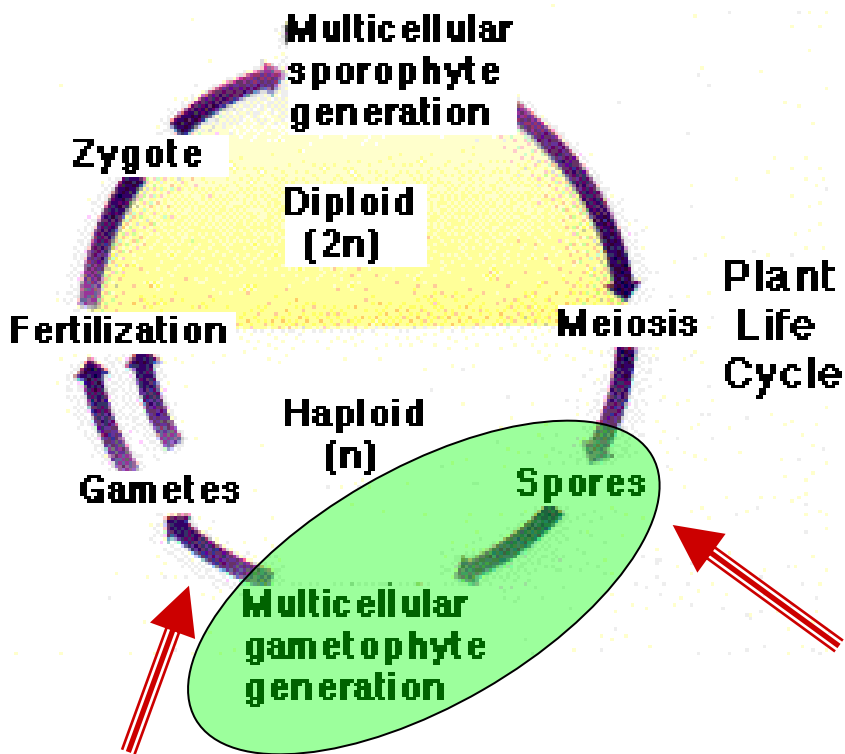 Multicellular
sporophyte
generation
Zygote
Diploid
(2n)
Plant
Life
Cycle
Fertilization
Meiosis
Haploid
(n)
Gametes
Spores
Multicellular
gametophyte
generation